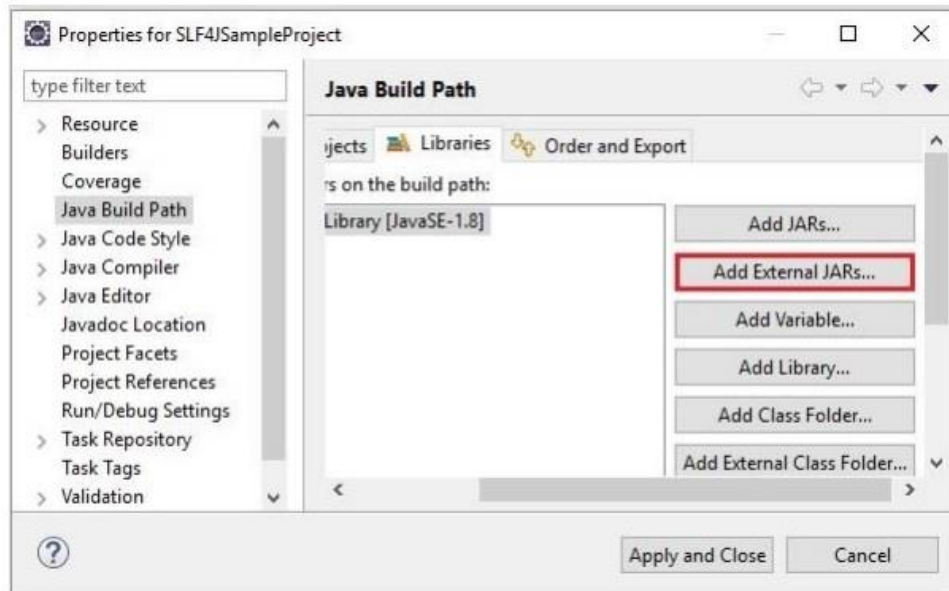 Properties for SLF4JSampleProject
type filter text
Resource
Builders
Coverage
Java Build Path
Java Code Style
Java Compiler
Java Editor
Javadoc Location
Project Facets
Project References
Run/Debug Settings
Task Repository
Task Tags
Validation
Java Build Path
ojects Libraries Order and Export
rs on the build path:
Library [JavaSE-1.8]
Add JARs...
Add External JARs...
Add Variable...
Add Library...
Add Class Folder...
Add External Class Folder...
?
Apply and Close
Cancel